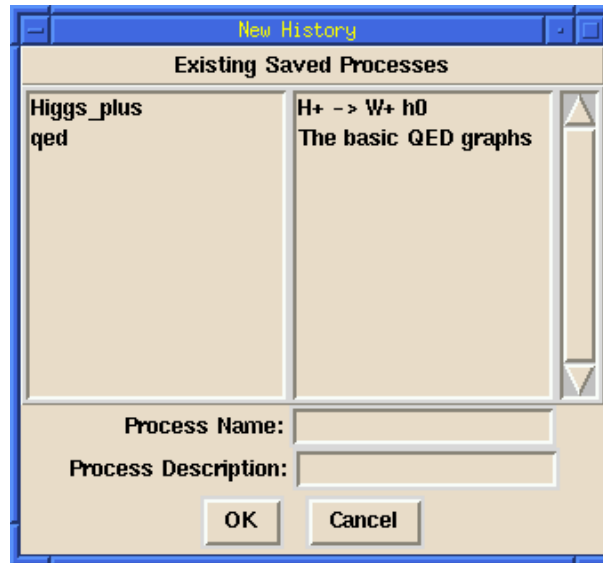 New History
Existing Saved Processes
Higgs_plus H+ -> W+ h0
qed The basic QED graphs
Process Name:
Process Description:
OK Cancel